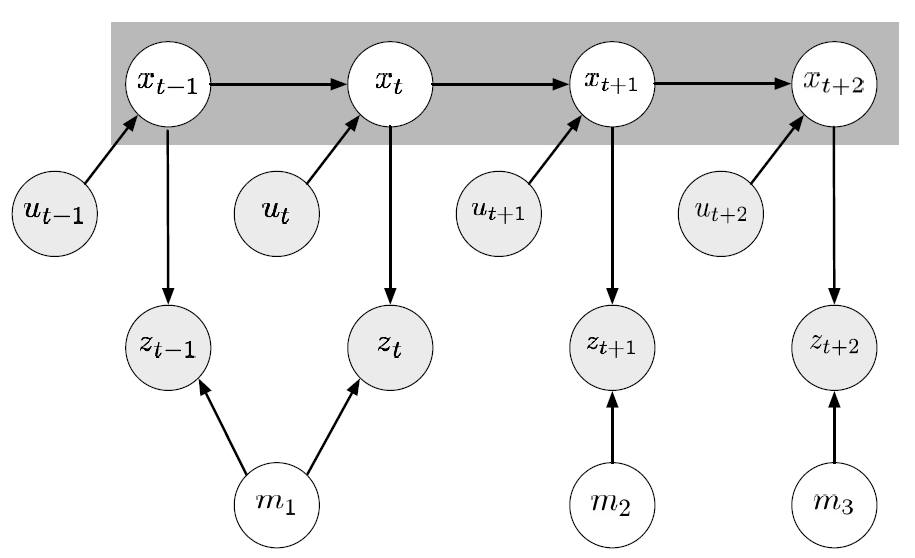 x_{t−1} x_t x_{t+1} x_{t+2}
u_{t−1} u_t u_{t+1} u_{t+2}
z_{t−1} z_t z_{t+1} z_{t+2}
m_1 m_2 m_3